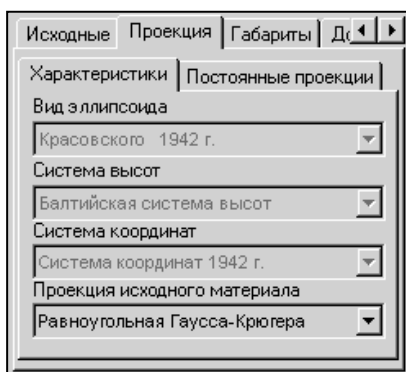 Исходные Проекция Габариты
Характеристики Постоянные проекции
Вид эллипсоида
Красовского 1942 г.
Система высот
Балтийская система высот
Система координат
Система координат 1942 г.
Проекция исходного материала
Равноугольная Гаусса-Крюгера